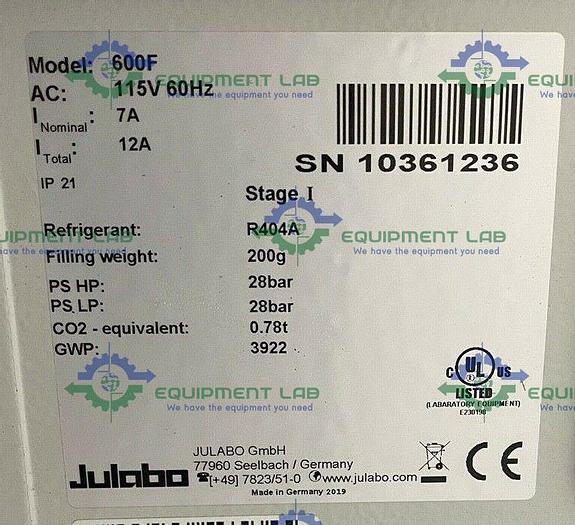 Model: 600F
AC: 115V 60Hz
I Nominal : 7A
I Total : 12A
IP 21
SN 10361236
Stage I
Refrigerant: R404A
Filling weight: 200g
PS HP: 28bar
PS LP: 28bar
CO2 - equivalent: 0.78t
GWP: 3922
C UL US
LISTED
(LABARATORY EQUIPMENT)
E230198
Julabo
JULABO GmbH
77960 Seelbach / Germany
[+49] 7823/51-0 www.julabo.com
Made in Germany 2019
CE
EQUIPMENT LAB
We have the equipment you need
EQUIPMENT LAB
We have the equipment you need
EQUIPMENT LAB
We have the equipment you need
EQUIPMENT LAB
We have the equipment you need